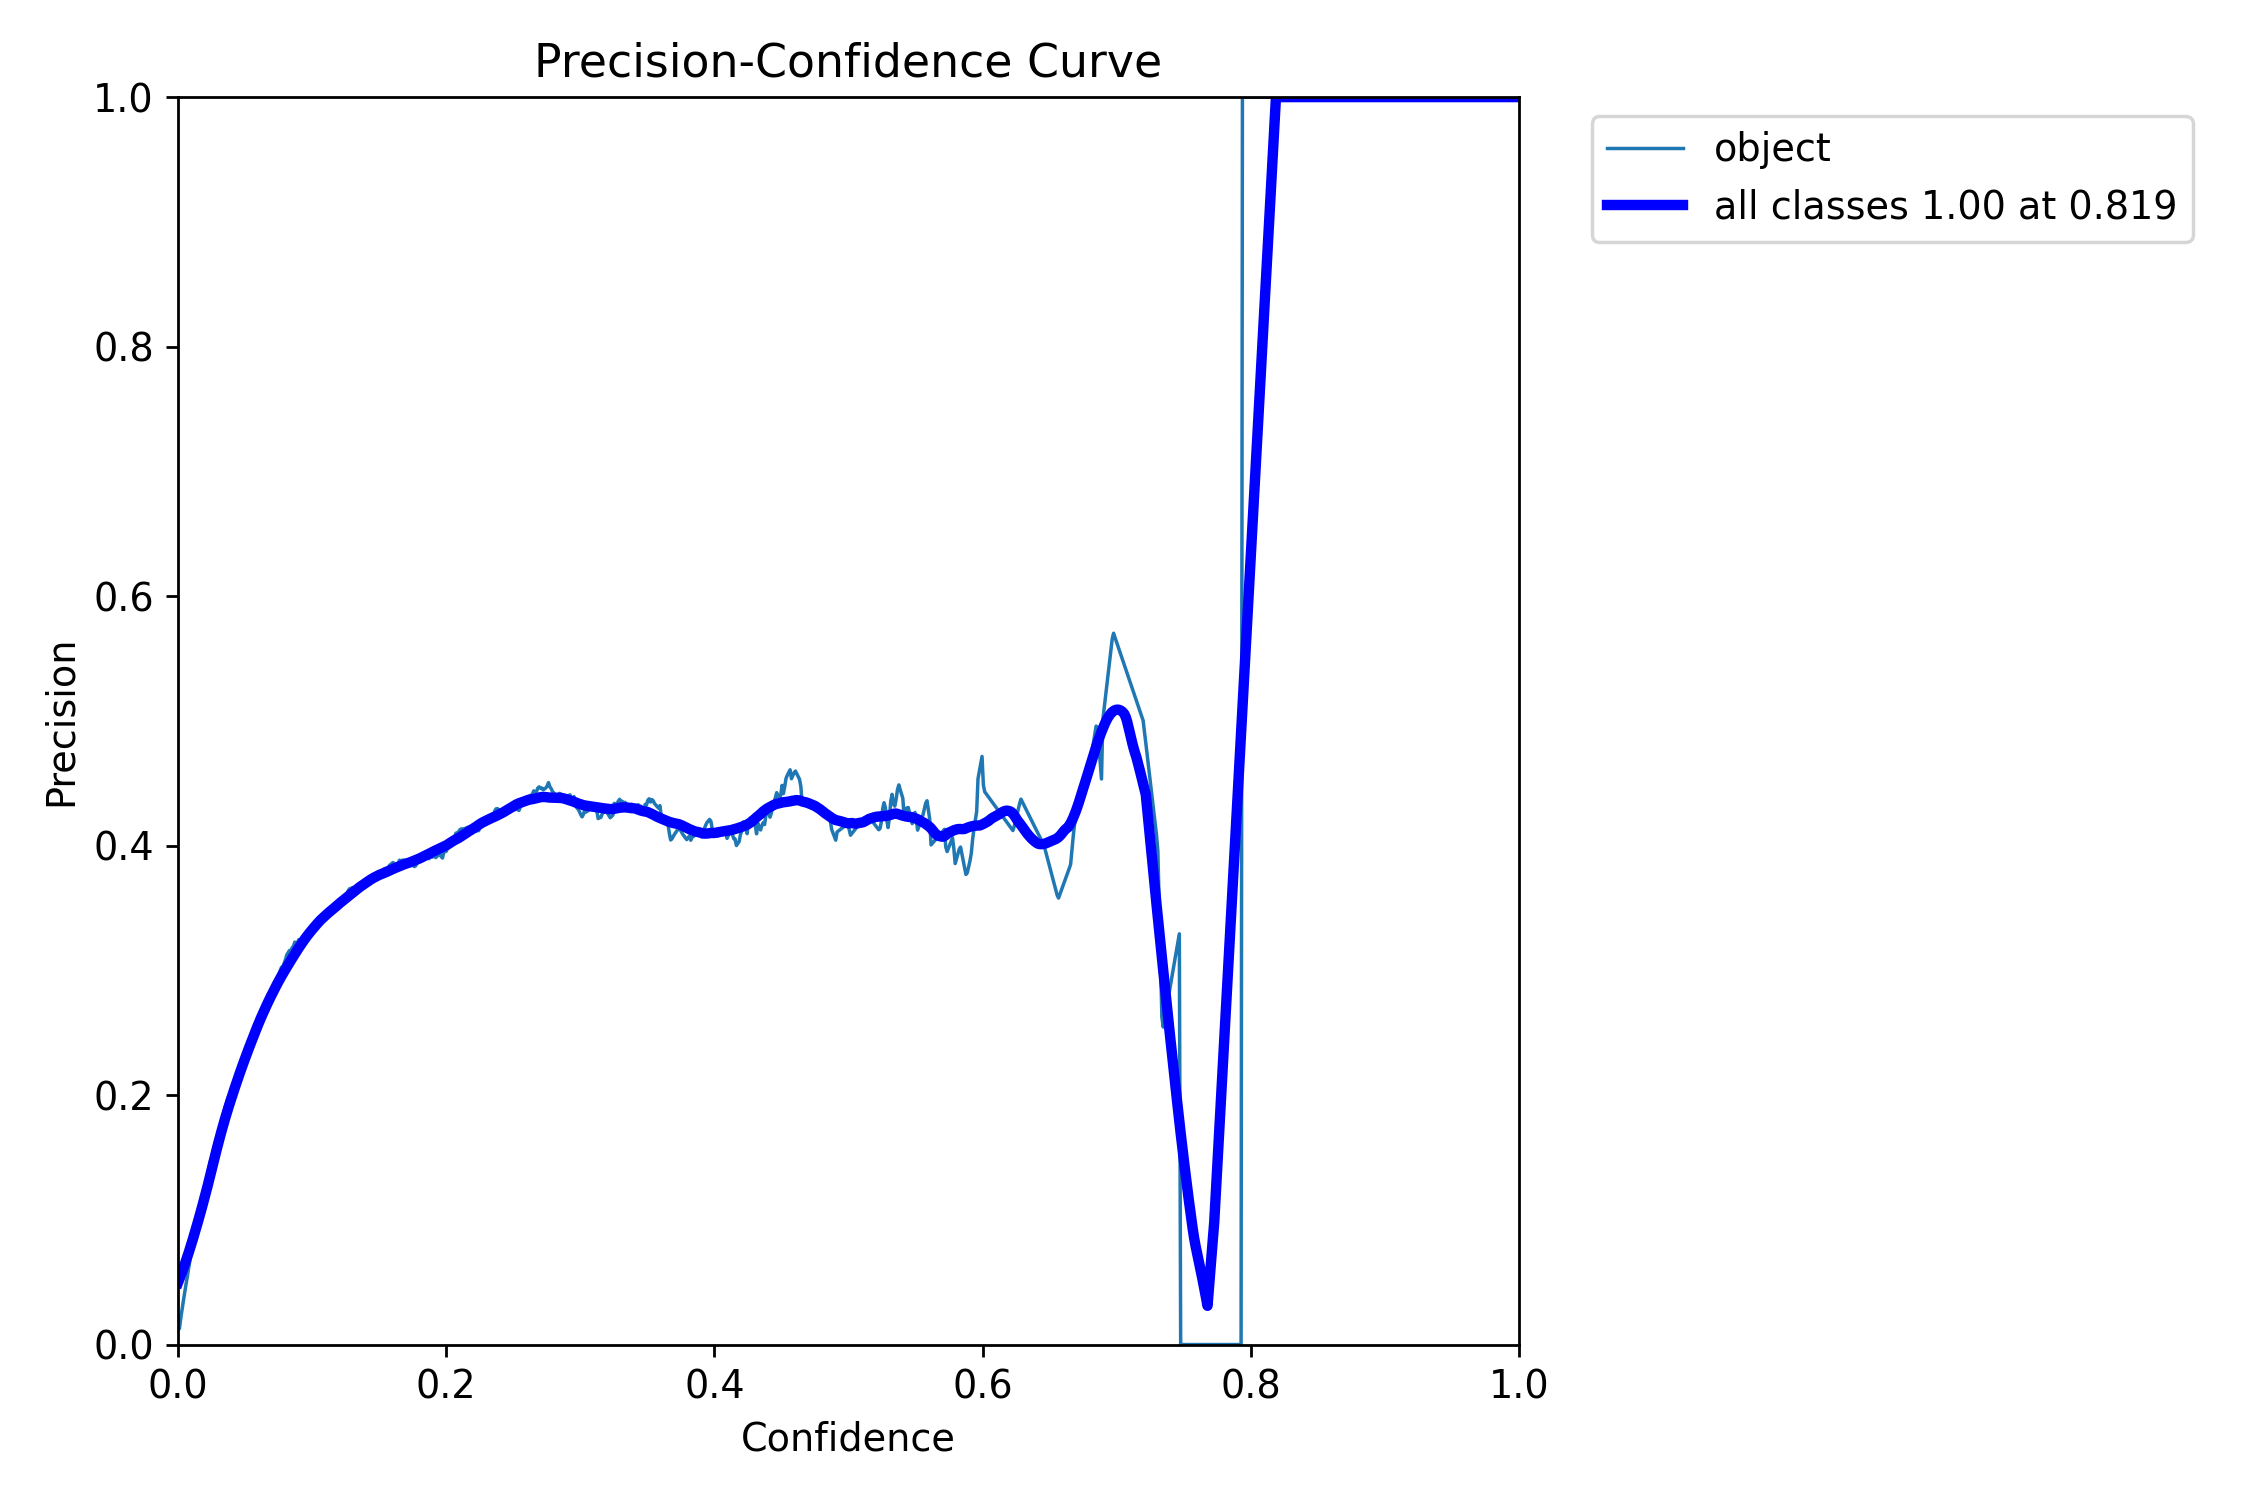 Precision-Confidence Curve
1.0
0.8
0.6
0.4
0.2
0.0
Precision
0.0 0.2 0.4 0.6 0.8 1.0
Confidence
object
all classes 1.00 at 0.819